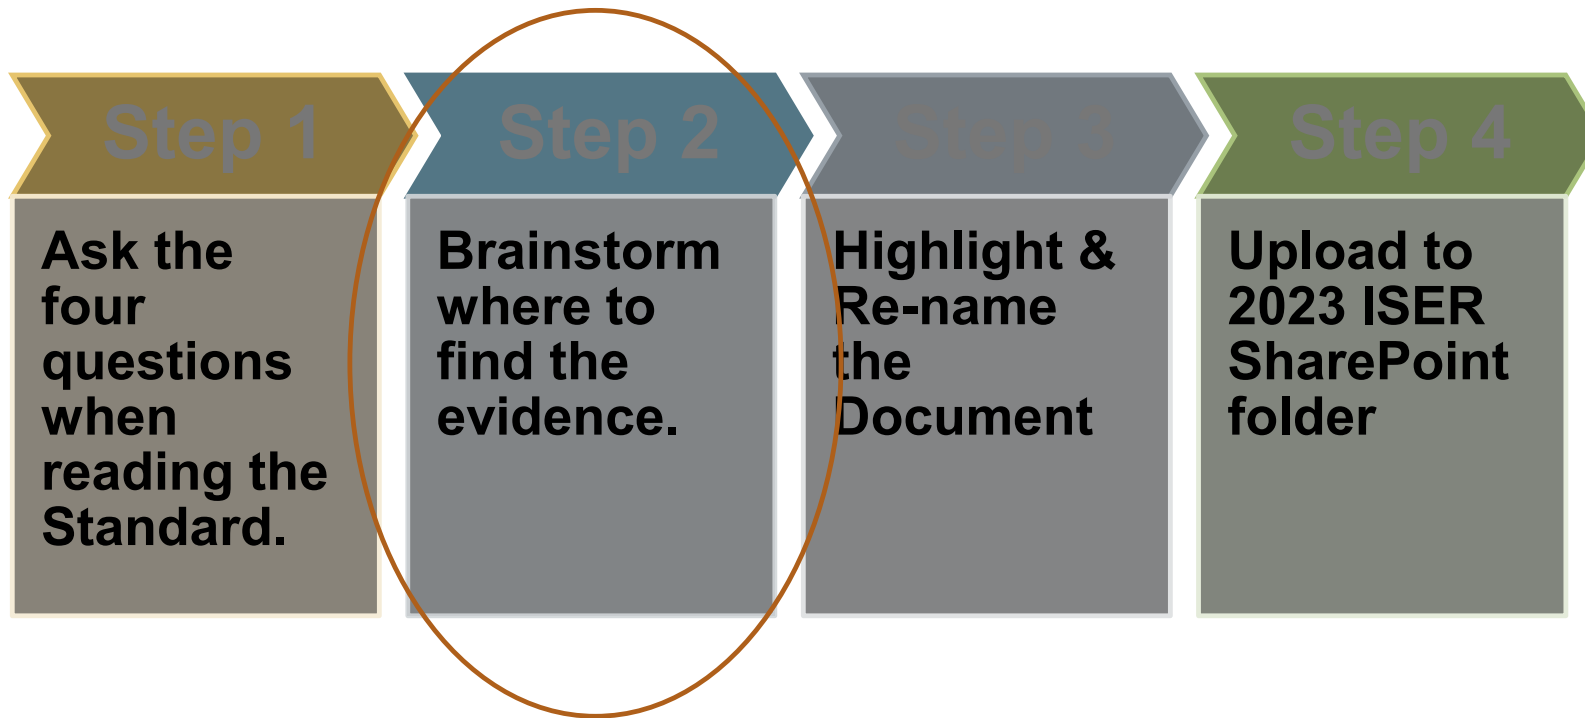 Step 1
Ask the
four
questions
when
reading the
Standard.
Step 2
Brainstorm
where to
find the
evidence.
Step 3
Highlight &
Re-name
the
Document
Step 4
Upload to
2023 ISER
SharePoint
folder